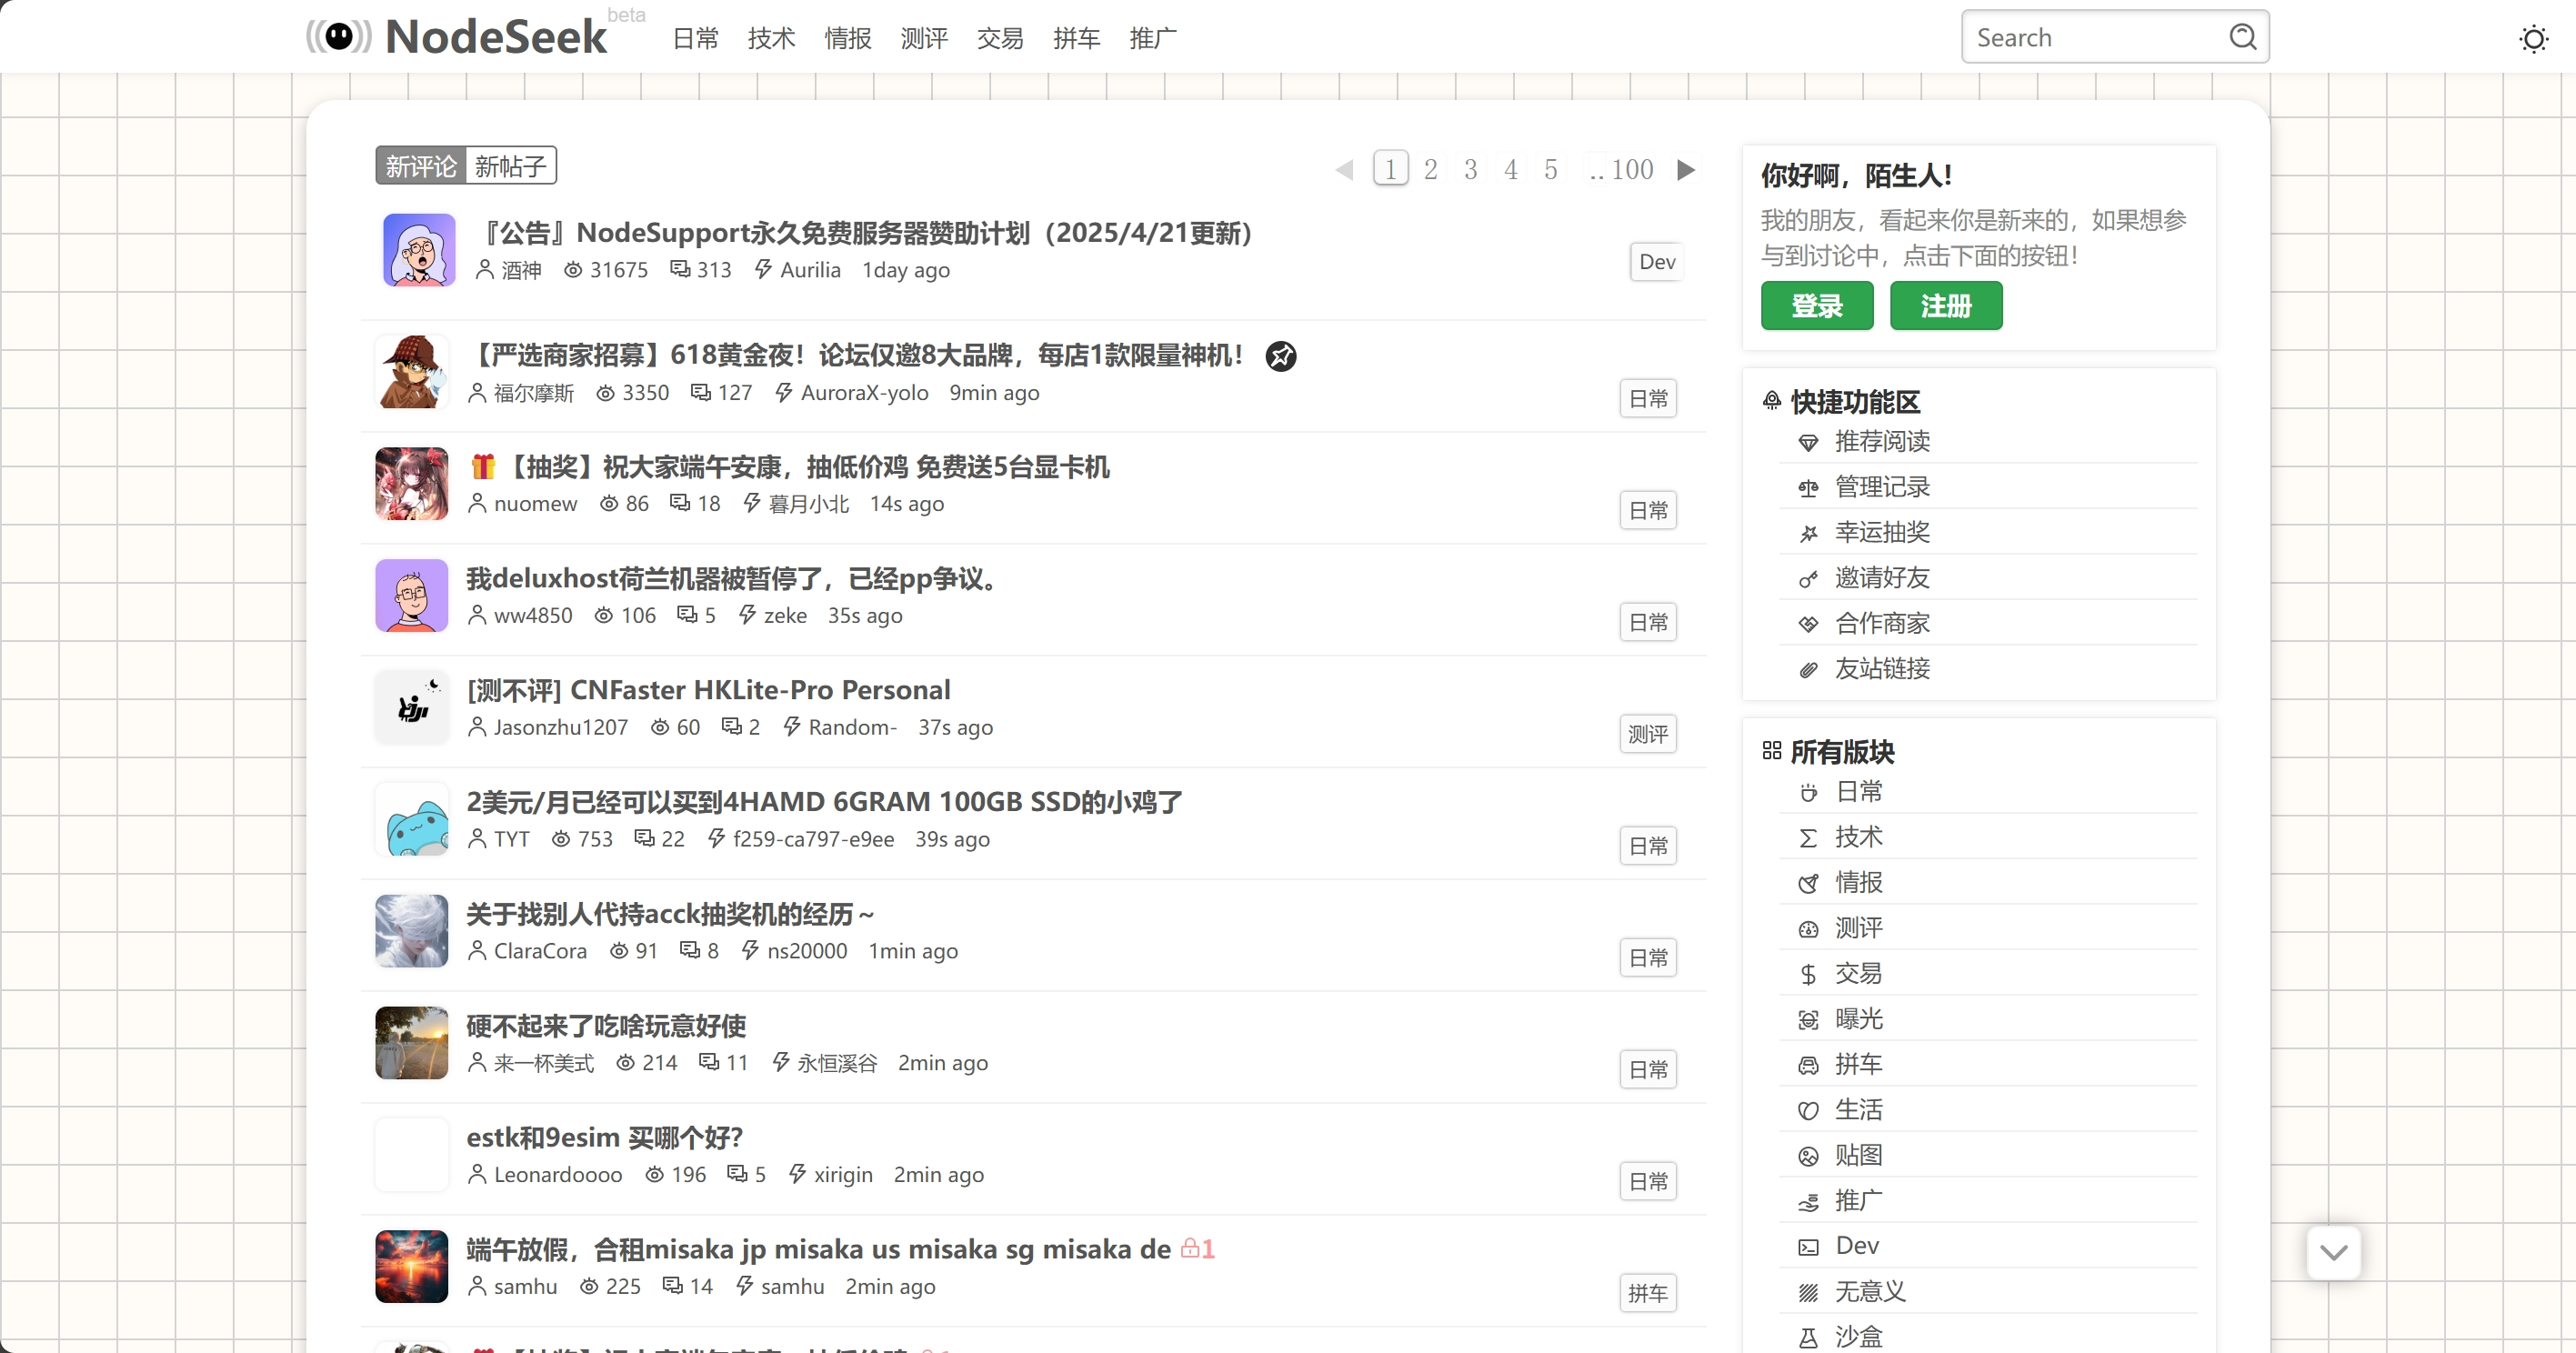 NodeSeek beta 日常 技术 情报 测评 交易 拼车 推广 Search
新评论 新帖子 1 2 3 4 5 .. 100
『公告』NodeSupport永久免费服务器赞助计划（2025/4/21更新）
酒神 31675 313 Aurilia 1day ago
Dev
【严选商家招募】618黄金夜！论坛仅邀8大品牌，每店1款限量神机！
福尔摩斯 3350 127 AuroraX-yolo 9min ago
日常
【抽奖】祝大家端午安康，抽低价鸡 免费送5台显卡机
nuomew 86 18 暮月小北 14s ago
日常
我deluxhost荷兰机器被暂停了，已经pp争议。
ww4850 106 5 zeke 35s ago
日常
[测不评] CNFaster HKLite-Pro Personal
Jasonzhu1207 60 2 Random- 37s ago
测评
2美元/月已经可以买到4HAMD 6GRAM 100GB SSD的小鸡了
TYT 753 22 f259-ca797-e9ee 39s ago
日常
关于找别人代持acck抽奖机的经历～
ClaraCora 91 8 ns20000 1min ago
日常
硬不起来了吃啥玩意好使
来一杯美式 214 11 永恒溪谷 2min ago
日常
estk和9esim 买哪个好？
Leonardoooo 196 5 xirigin 2min ago
日常
端午放假，合租misaka jp misaka us misaka sg misaka de 1
samhu 225 14 samhu 2min ago
拼车
你好啊，陌生人！
我的朋友，看起来你是新来的，如果想参
与到讨论中，点击下面的按钮！
登录 注册
快捷功能区
推荐阅读
管理记录
幸运抽奖
邀请好友
合作商家
友站链接
所有版块
日常
技术
情报
测评
交易
曝光
拼车
生活
贴图
推广
Dev
无意义
沙盒